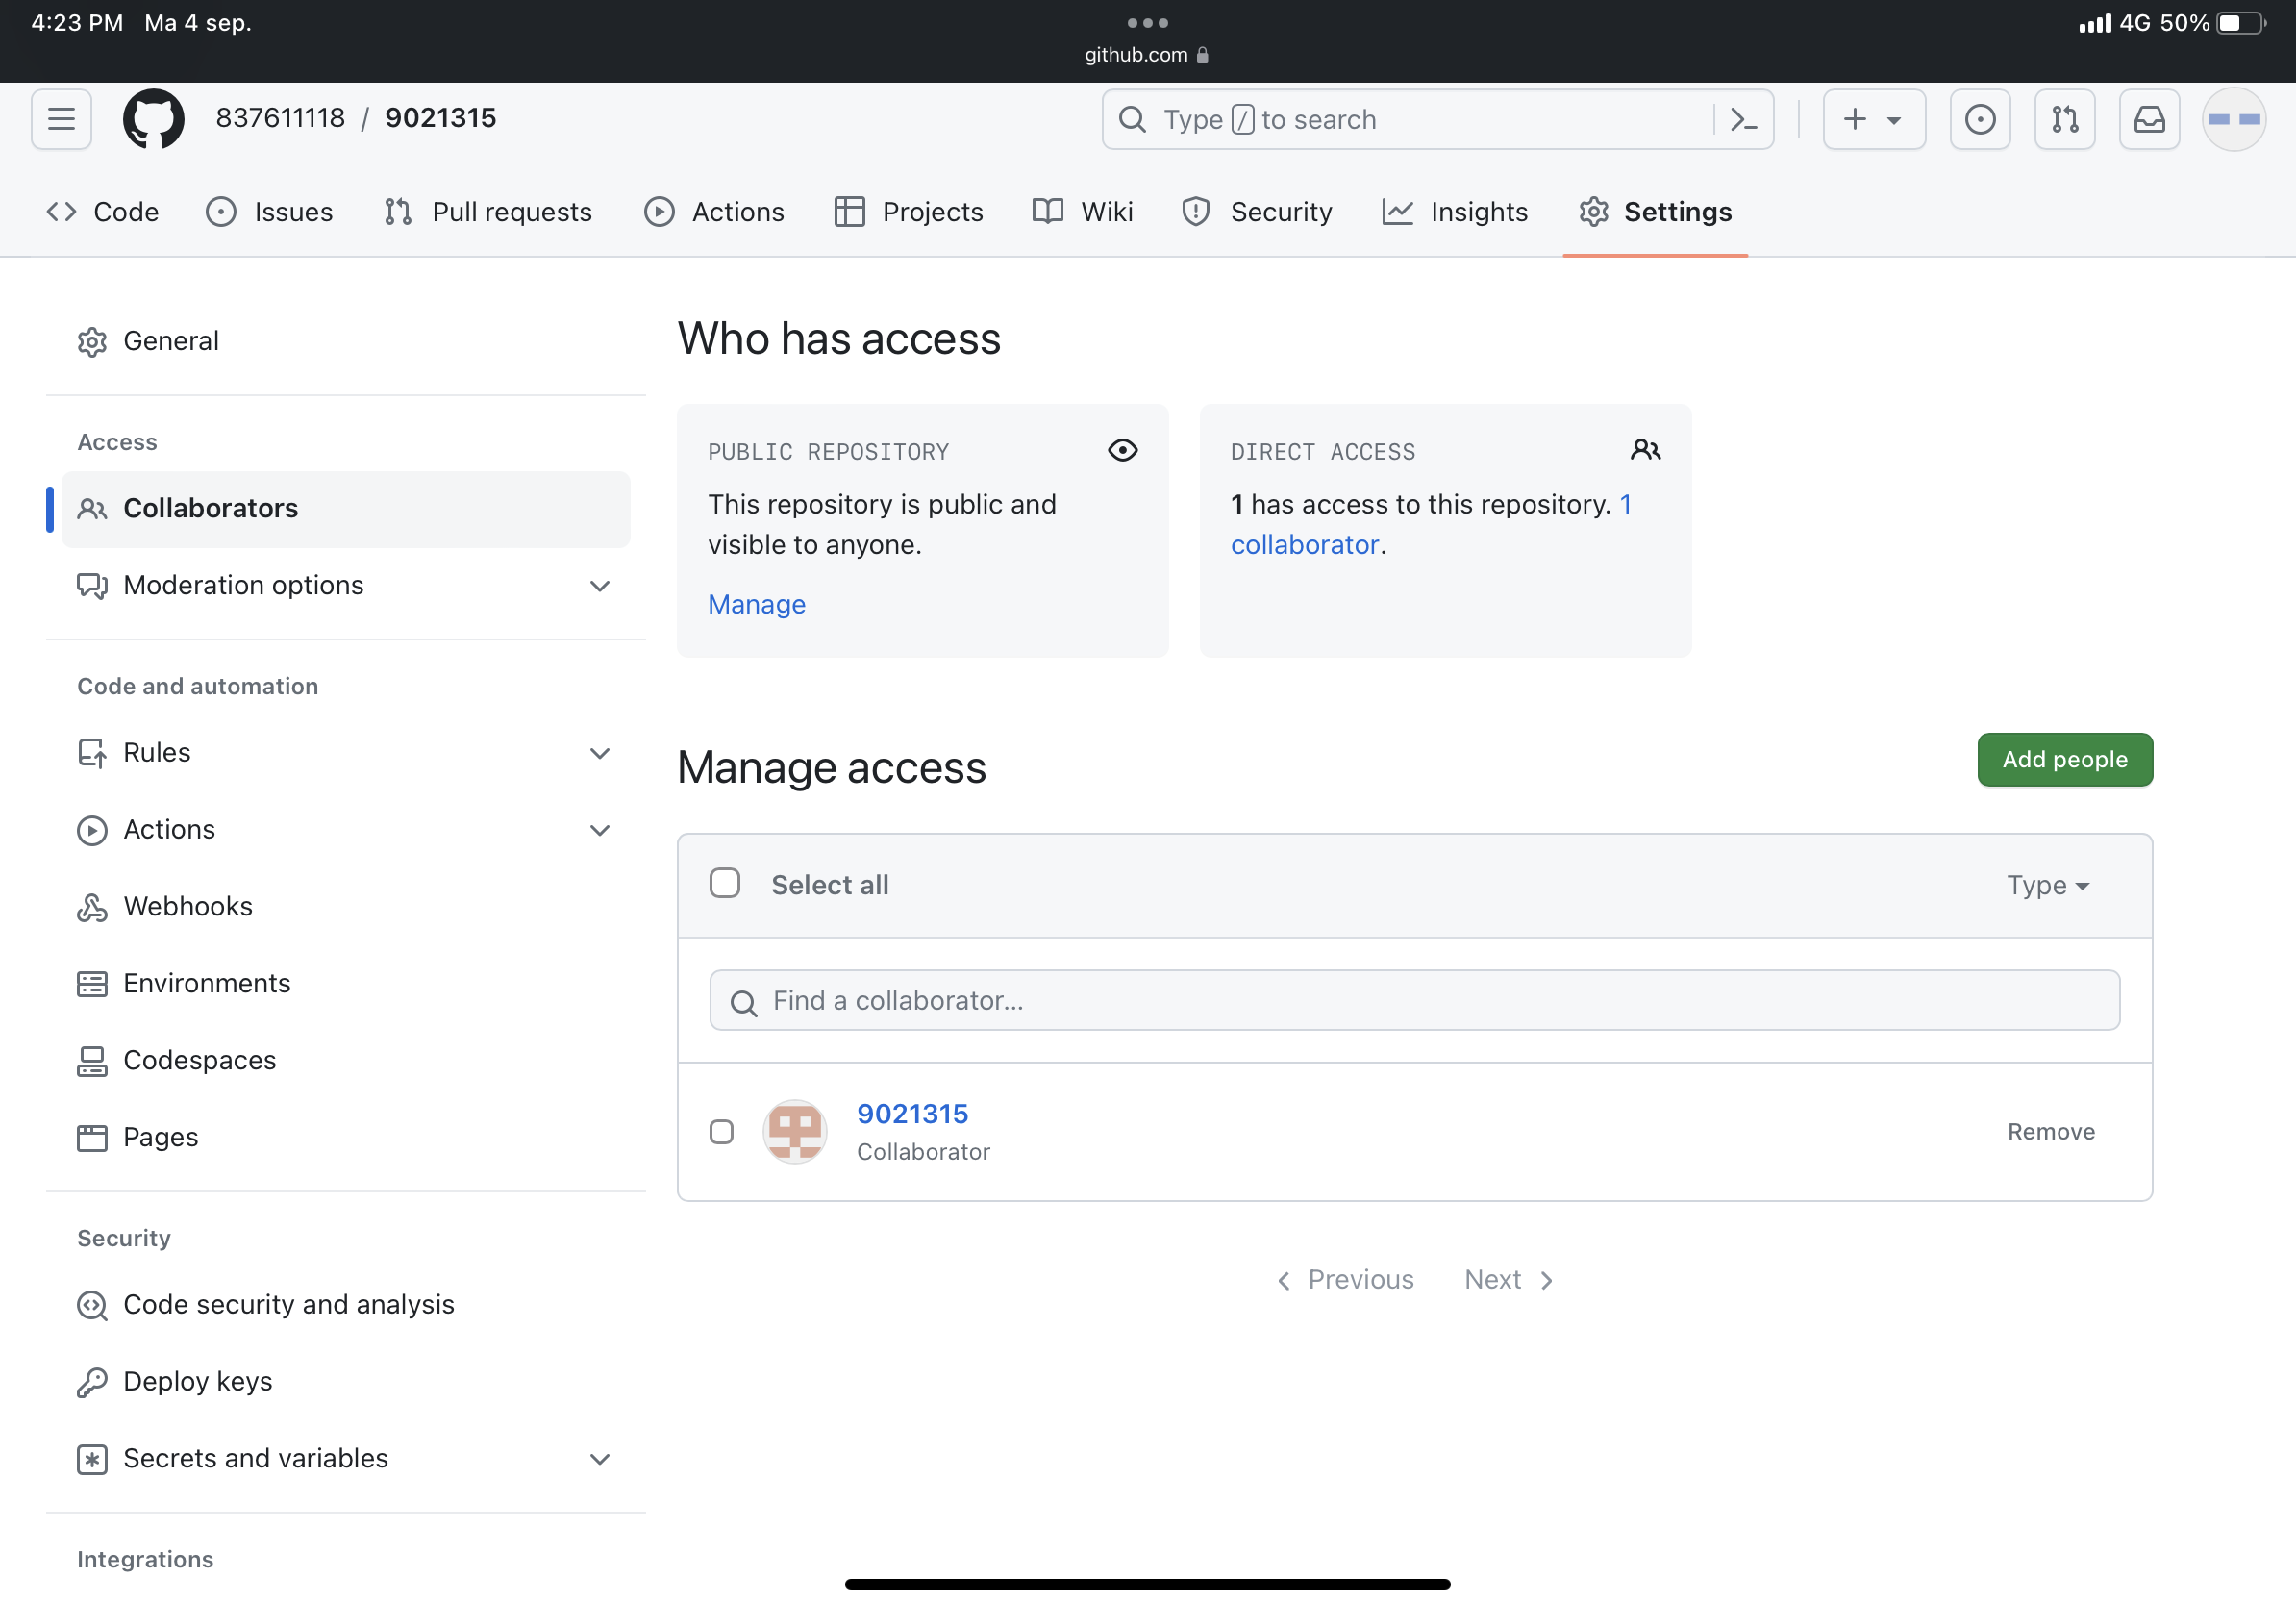 4:23 PM Ma 4 sep.
4G 50%
github.com
837611118 / 9021315
Type / to search
Code Issues Pull requests Actions Projects Wiki Security Insights Settings
General
Access
Collaborators
Moderation options
Code and automation
Rules
Actions
Webhooks
Environments
Codespaces
Pages
Security
Code security and analysis
Deploy keys
Secrets and variables
Integrations
Who has access
PUBLIC REPOSITORY
This repository is public and
visible to anyone.
Manage
DIRECT ACCESS
1 has access to this repository. 1
collaborator.
Manage access
Add people
Select all
Type
Find a collaborator...
9021315
Collaborator
Remove
Previous Next